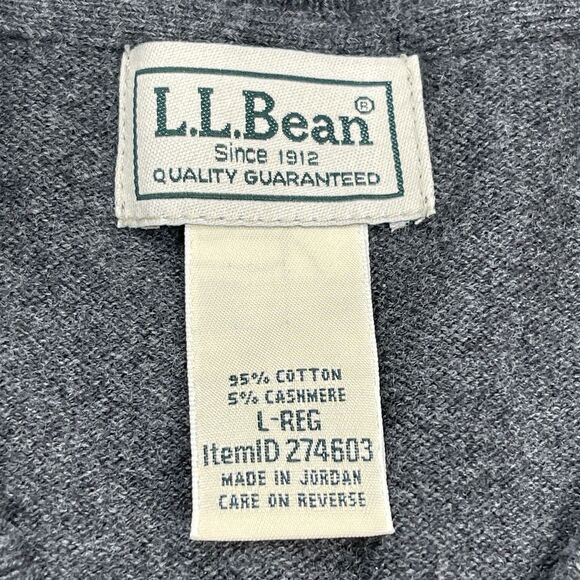 L.L.Bean®
Since 1912
QUALITY GUARANTEED
95% COTTON
5% CASHMERE
L-REG
ItemID 274603
MADE IN JORDAN
CARE ON REVERSE